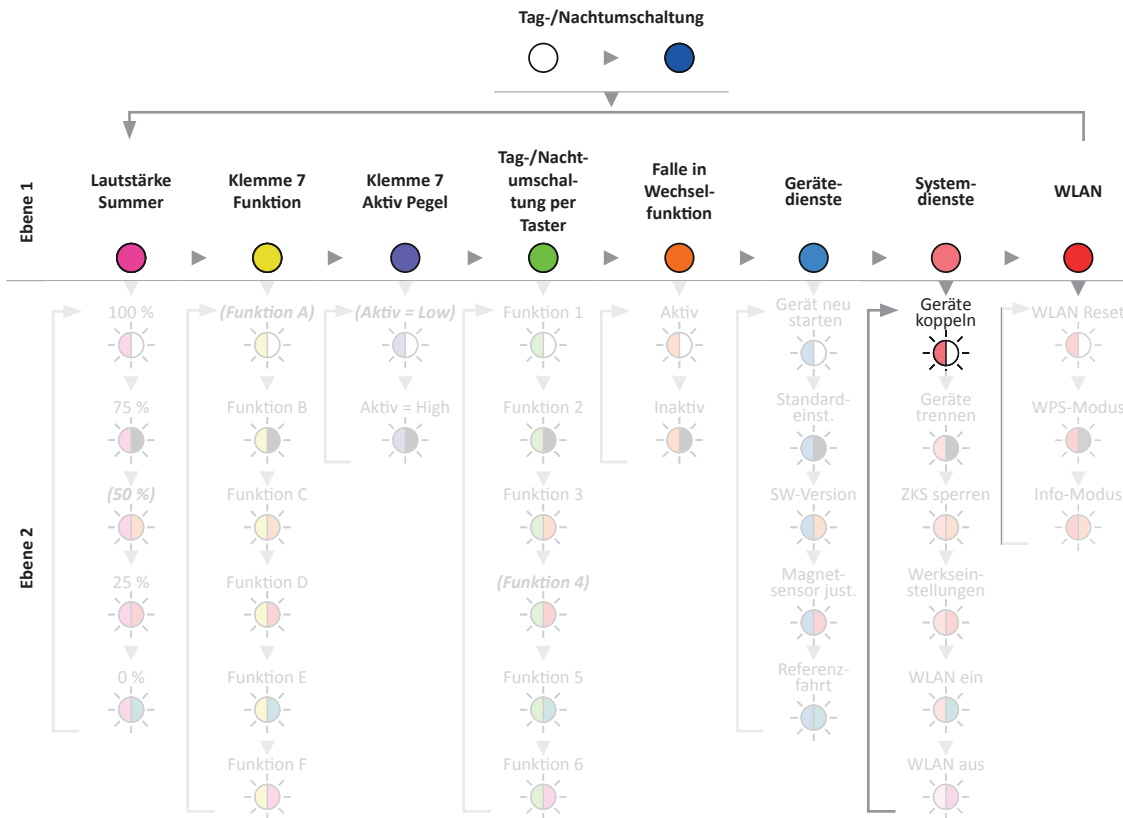 Tag-/Nachtumschaltung
Ebene 1
Lautstärke
Summer
Klemme 7
Funktion
Klemme 7
Aktiv Pegel
Tag-/Nacht-
umschal-
tung per
Taster
Falle in
Wechsel-
funktion
Geräte-
dienste
System-
dienste
WLAN
Ebene 2
100 %
75 %
(50 %)
25 %
0 %
(Funktion A)
Funktion B
Funktion C
Funktion D
Funktion E
Funktion F
(Aktiv = Low)
Aktiv = High
Funktion 1
Funktion 2
Funktion 3
(Funktion 4)
Funktion 5
Funktion 6
Aktiv
Inaktiv
Gerät neu
starten
Standard-
einst.
SW-Version
Magnet-
sensor just.
Referenz-
fahrt
Geräte
koppeln
Geräte
trennen
ZKS sperren
Werksein-
stellungen
WLAN ein
WLAN aus
WLAN Reset
WPS-Modus
Info-Modus